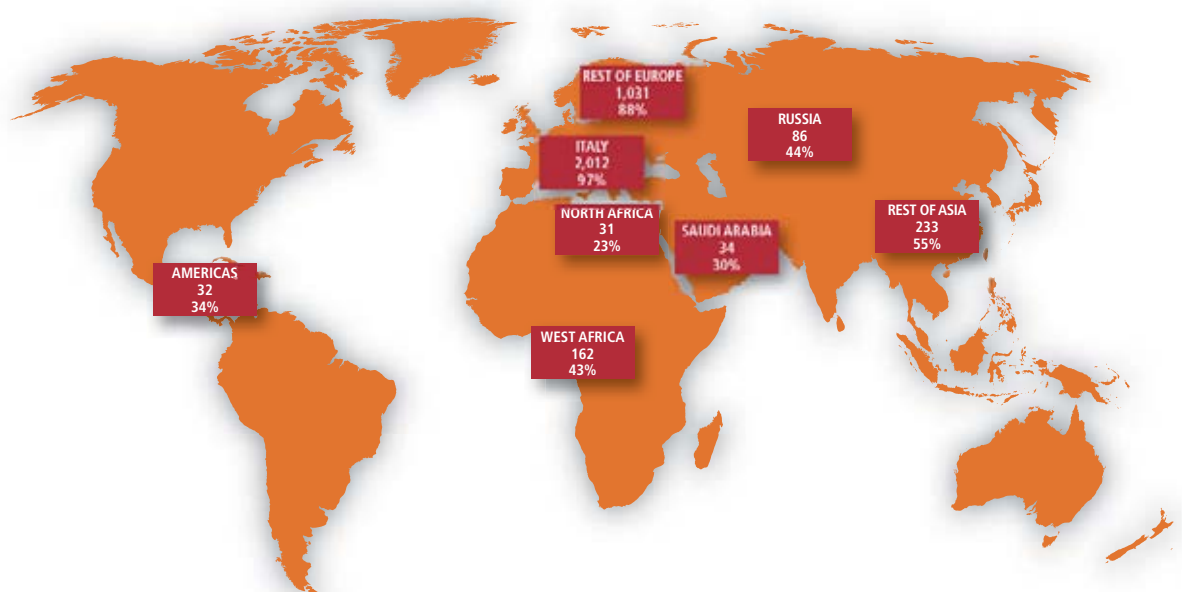 REST OF EUROPE
1,031
88%
RUSSIA
86
44%
ITALY
2,012
97%
REST OF ASIA
233
55%
NORTH AFRICA
31
23%
SAUDI ARABIA
34
30%
AMERICAS
32
34%
WEST AFRICA
162
43%